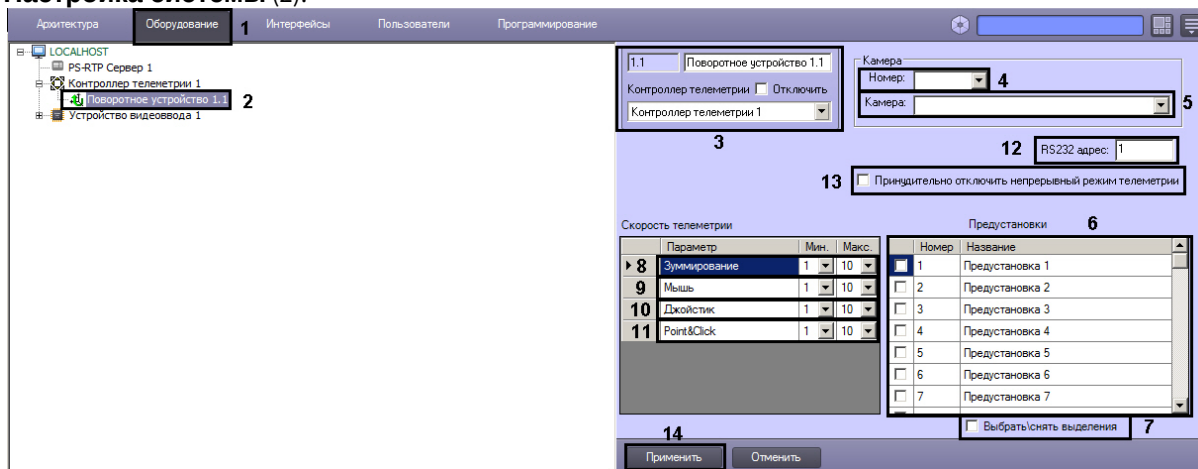 Настройка системы (2).
Архитектура Оборудование 1 Интерфейсы Пользователи Программирование
LOCALHOST
PS-RTP Сервер 1
Контроллер телеметрии 1
Поворотное устройство 1.1 2
Устройство видеоввода 1
1.1 Поворотное устройство 1.1
Контроллер телеметрии Отключить
Контроллер телеметрии 1
3
Камера
Номер: 4
Камера: 5
12 RS232 адрес: 1
13 Принудительно отключить непрерывный режим телеметрии
Скорость телеметрии
Параметр Мин. Макс.
8 Зуммирование 1 10
9 Мышь 1 10
10 Джойстик 1 10
11 Point&Click 1 10
Предустановки 6
Номер Название
1 Предустановка 1
2 Предустановка 2
3 Предустановка 3
4 Предустановка 4
5 Предустановка 5
6 Предустановка 6
7 Предустановка 7
Выбрать\снять выделения 7
14
Применить Отменить